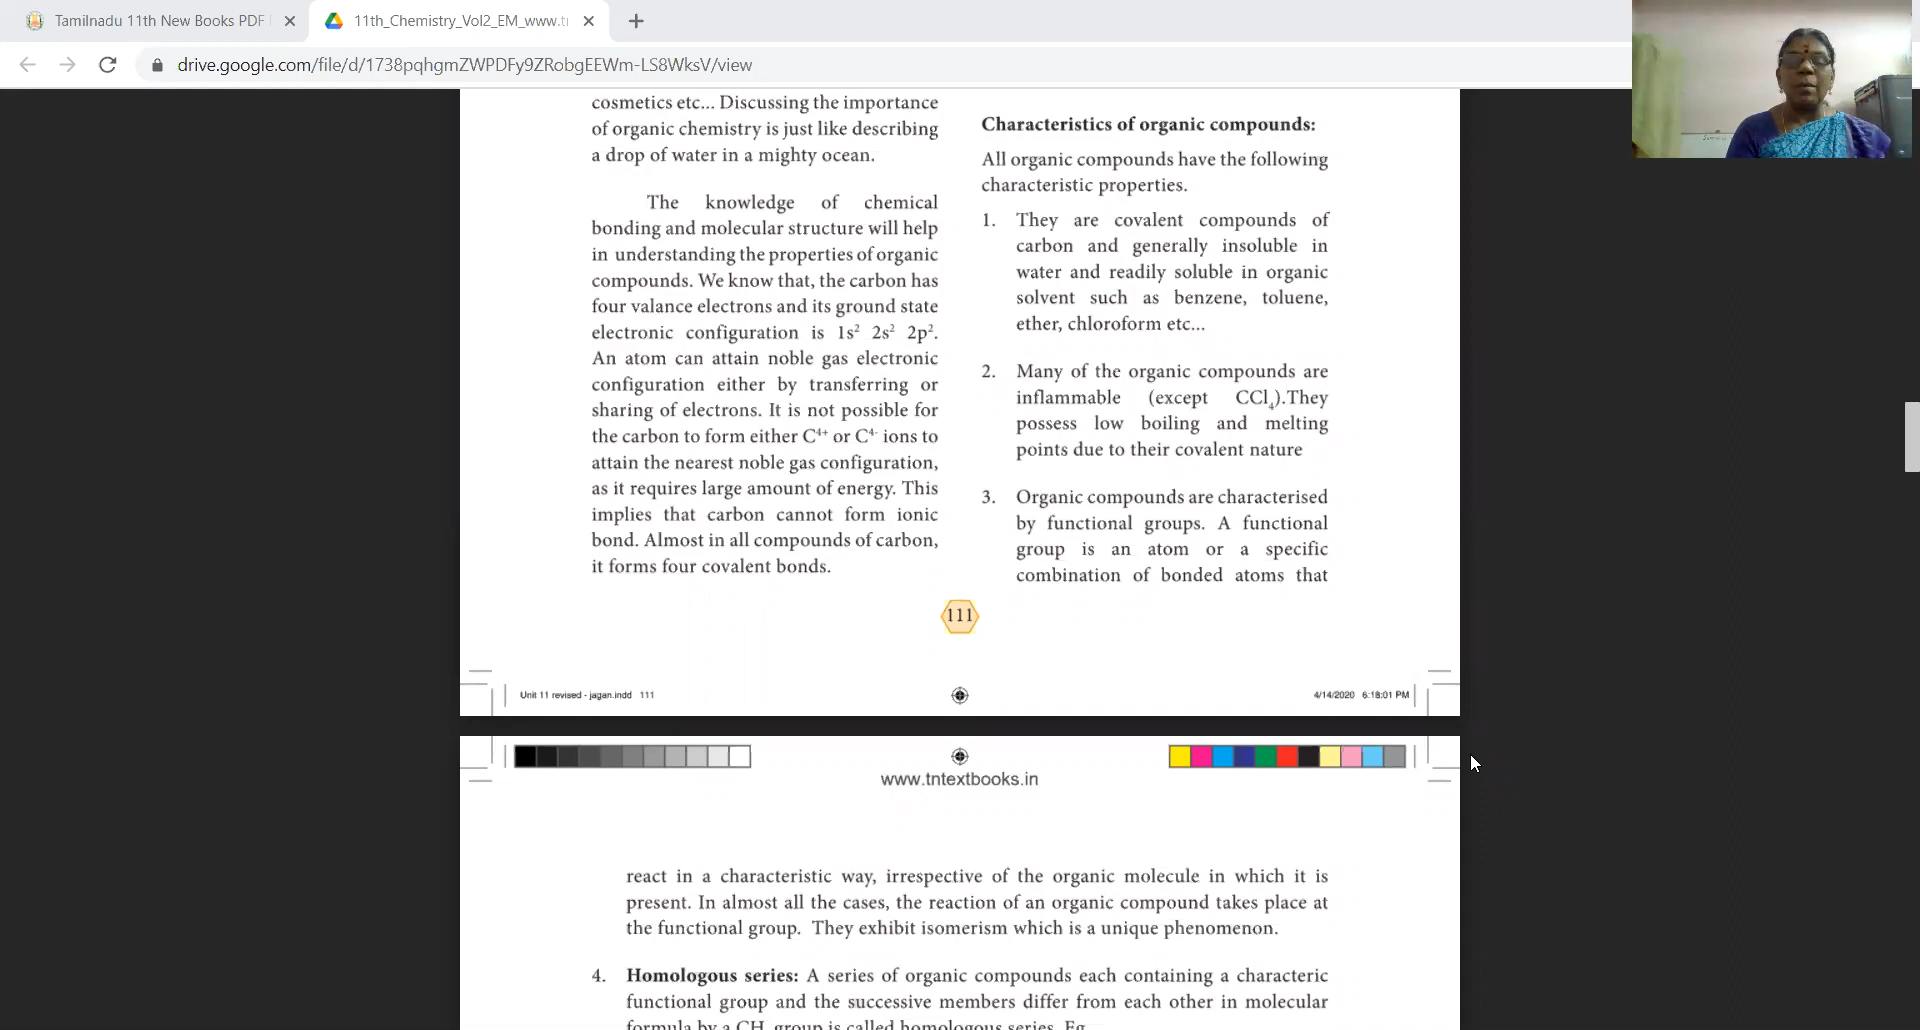 Tamilnadu 11th New Books PDF
11th_Chemistry_Vol2_EM_www.t
drive.google.com/file/d/1738pqhgmZWPDFy9ZRobgEEWm-LS8WksV/view
cosmetics etc... Discussing the importance
of organic chemistry is just like describing
a drop of water in a mighty ocean.
The knowledge of chemical
bonding and molecular structure will help
in understanding the properties of organic
compounds. We know that, the carbon has
four valance electrons and its ground state
electronic configuration is 1s² 2s² 2p².
An atom can attain noble gas electronic
configuration either by transferring or
sharing of electrons. It is not possible for
the carbon to form either C⁴⁺ or C⁴⁻ ions to
attain the nearest noble gas configuration,
as it requires large amount of energy. This
implies that carbon cannot form ionic
bond. Almost in all compounds of carbon,
it forms four covalent bonds.
Characteristics of organic compounds:
All organic compounds have the following
characteristic properties.
1. They are covalent compounds of
carbon and generally insoluble in
water and readily soluble in organic
solvent such as benzene, toluene,
ether, chloroform etc...
2. Many of the organic compounds are
inflammable (except CCl₄).They
possess low boiling and melting
points due to their covalent nature
3. Organic compounds are characterised
by functional groups. A functional
group is an atom or a specific
combination of bonded atoms that
111
Unit 11 revised - jagan.indd 111
4/14/2020 6:18:01 PM
www.tntextbooks.in
react in a characteristic way, irrespective of the organic molecule in which it is
present. In almost all the cases, the reaction of an organic compound takes place at
the functional group. They exhibit isomerism which is a unique phenomenon.
4. Homologous series: A series of organic compounds each containing a characteric
functional group and the successive members differ from each other in molecular
formula by a CH₂ group is called homologous series. Eg.